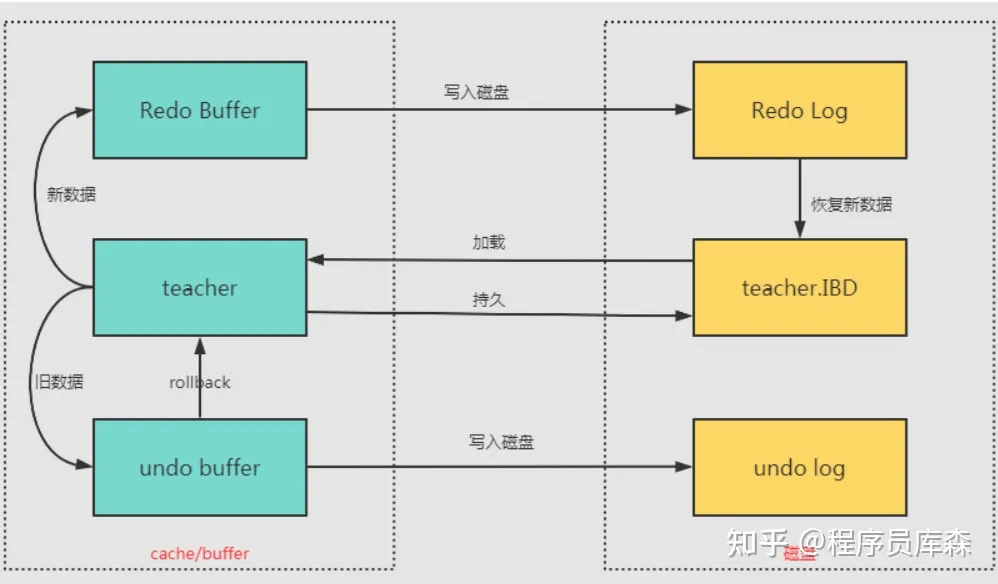 Redo Buffer
写入磁盘
Redo Log
新数据
恢复新数据
加载
teacher
teacher.IBD
持久
旧数据
rollback
undo buffer
写入磁盘
undo log
cache/buffer
磁盘
知乎 @程序员库森